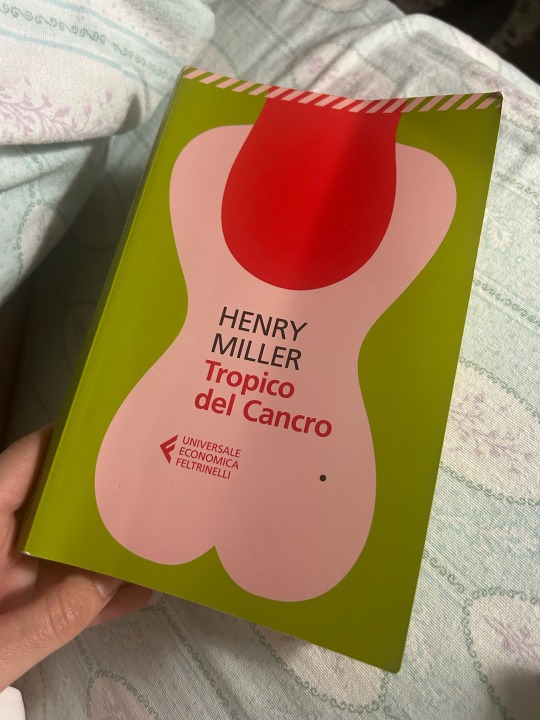 HENRY
MILLER
Tropico
del Cancro
UNIVERSALE
ECONOMICA
FELTRINELLI